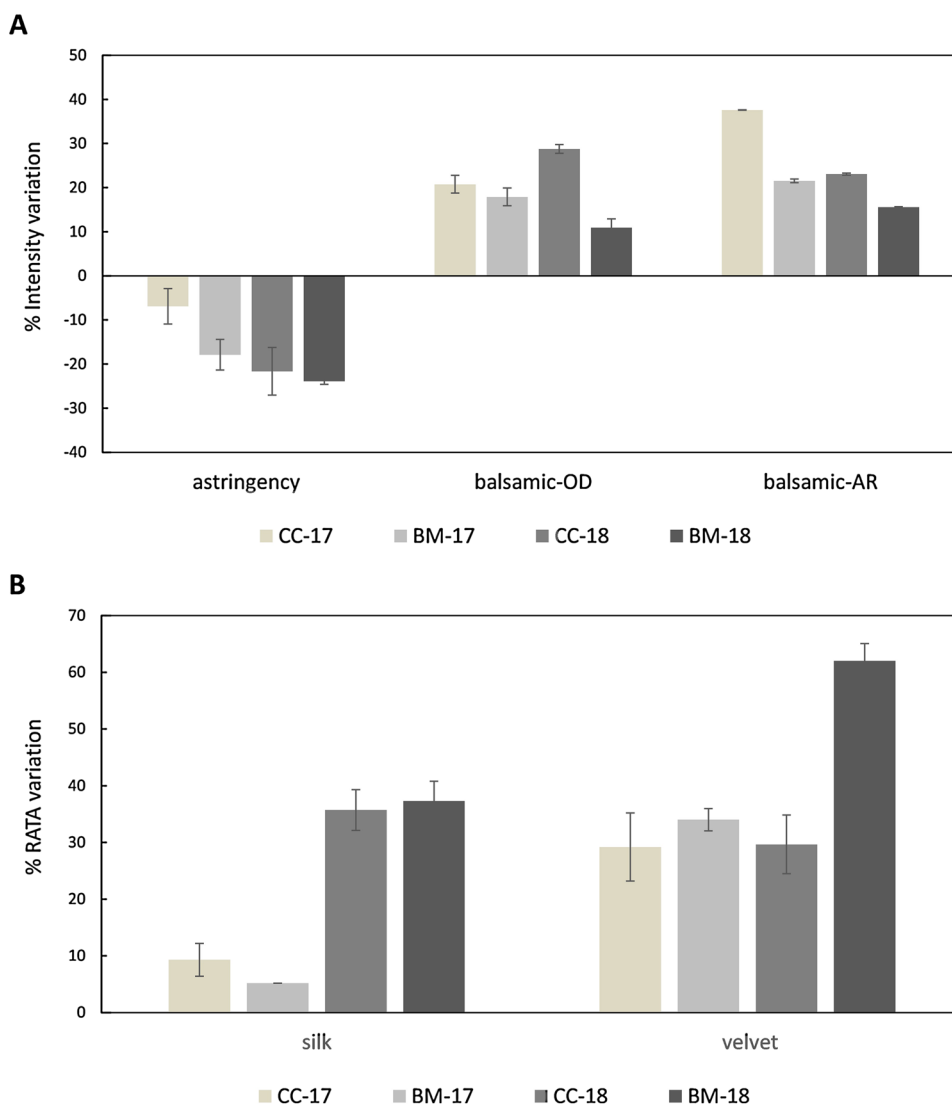 A
% Intensity variation
50
40
30
20
10
0
-10
-20
-30
-40
astringency balsamic-OD balsamic-AR
CC-17 BM-17 CC-18 BM-18
B
% RATA variation
70
60
50
40
30
20
10
0
silk velvet
CC-17 BM-17 CC-18 BM-18